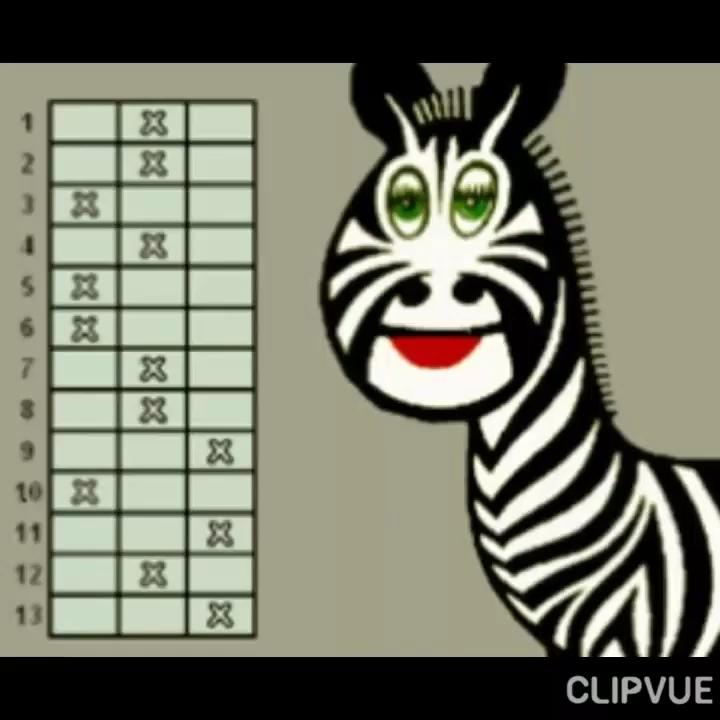 1 X
2 X
3 X
4 X
5 X
6 X
7 X
8 X
9 X
10 X
11 X
12 X
13 X
CLIPVUE